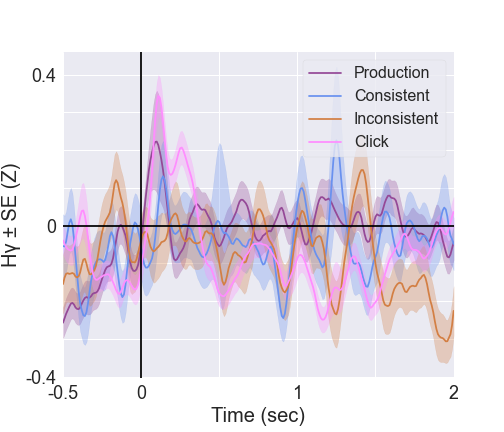 Production
Consistent
Inconsistent
Click
0.4
0
-0.4
-0.5
0
1
2
Hγ ± SE (Z)
Time (sec)